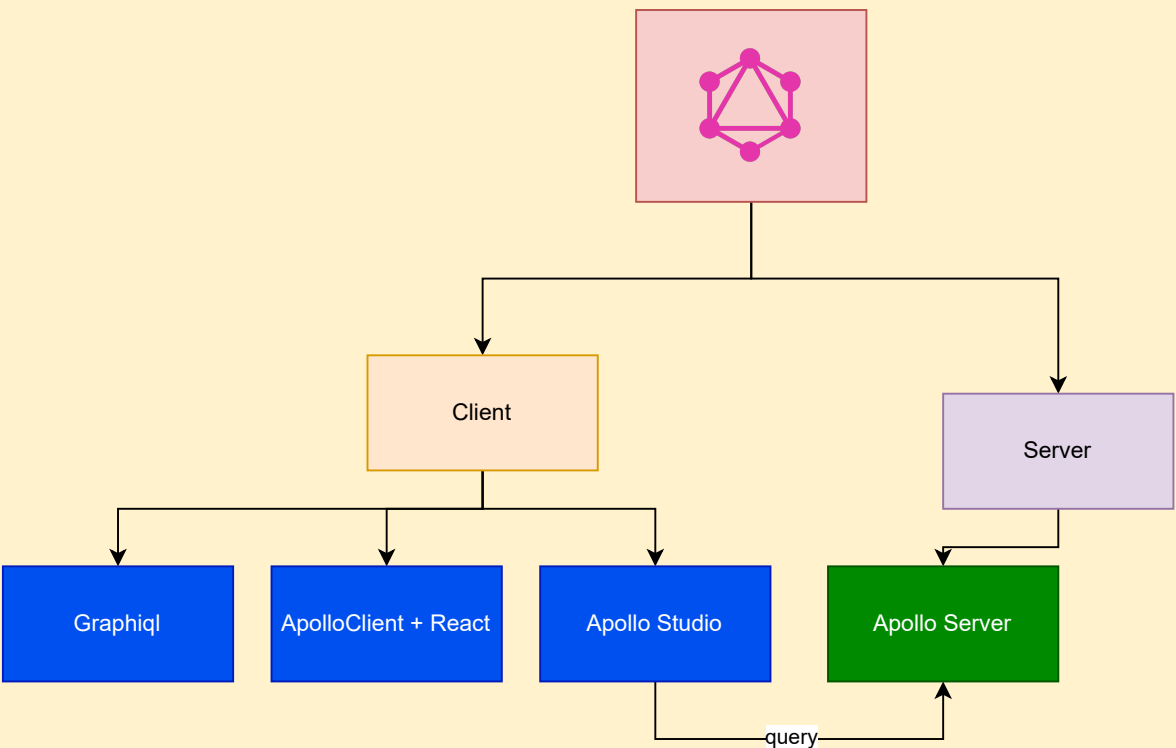 Client
Server
Graphiql
ApolloClient + React
Apollo Studio
Apollo Server
query